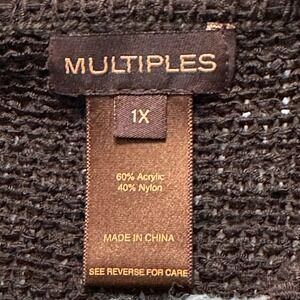 MULTIPLES
1X
60% Acrylic
40% Nylon
MADE IN CHINA
SEE REVERSE FOR CARE